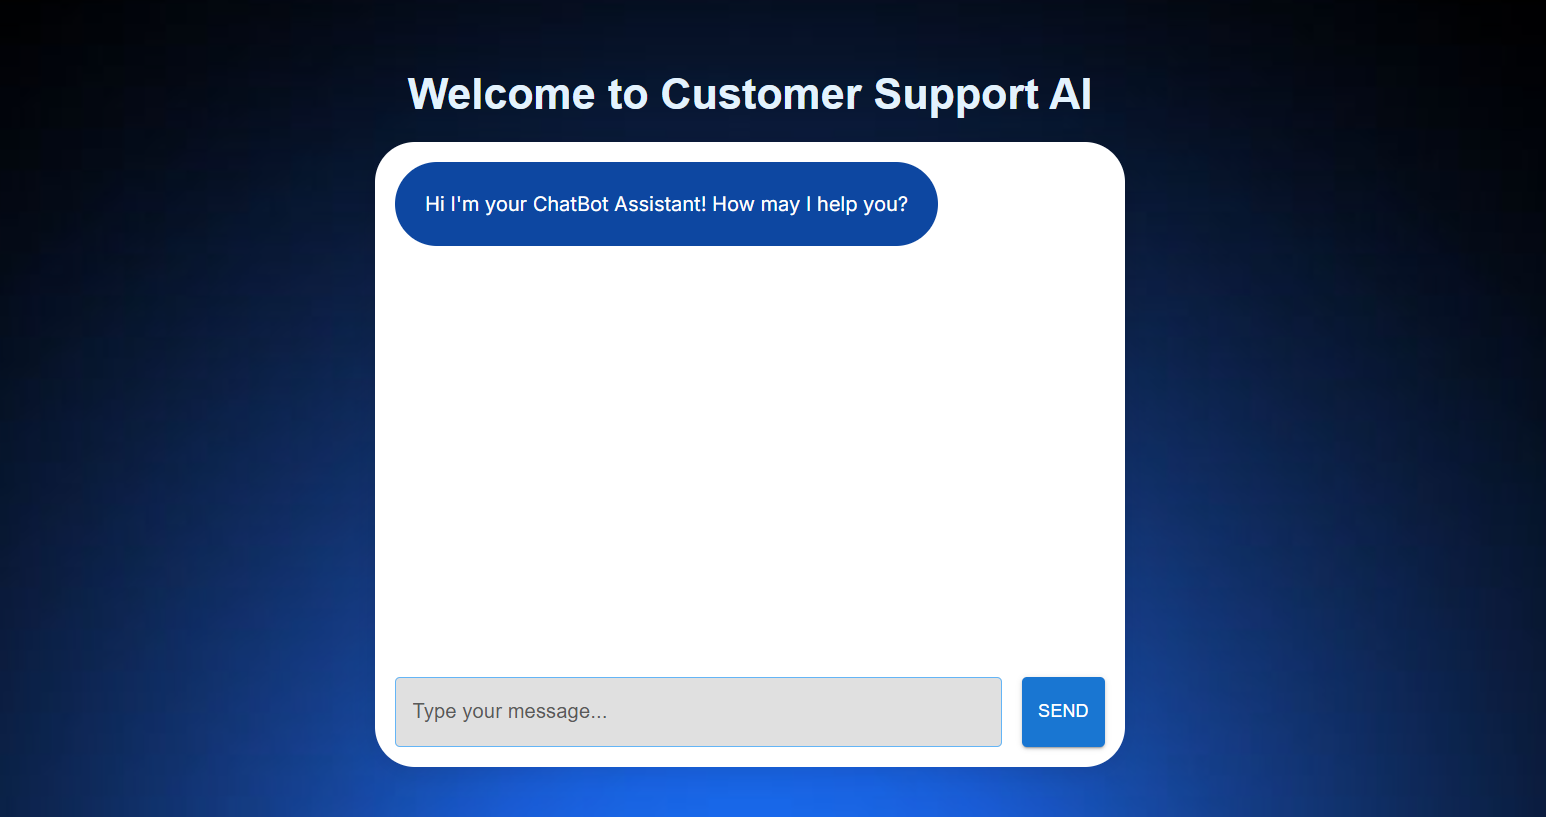 Welcome to Customer Support AI
Hi I'm your ChatBot Assistant! How may I help you?
Type your message...
SEND